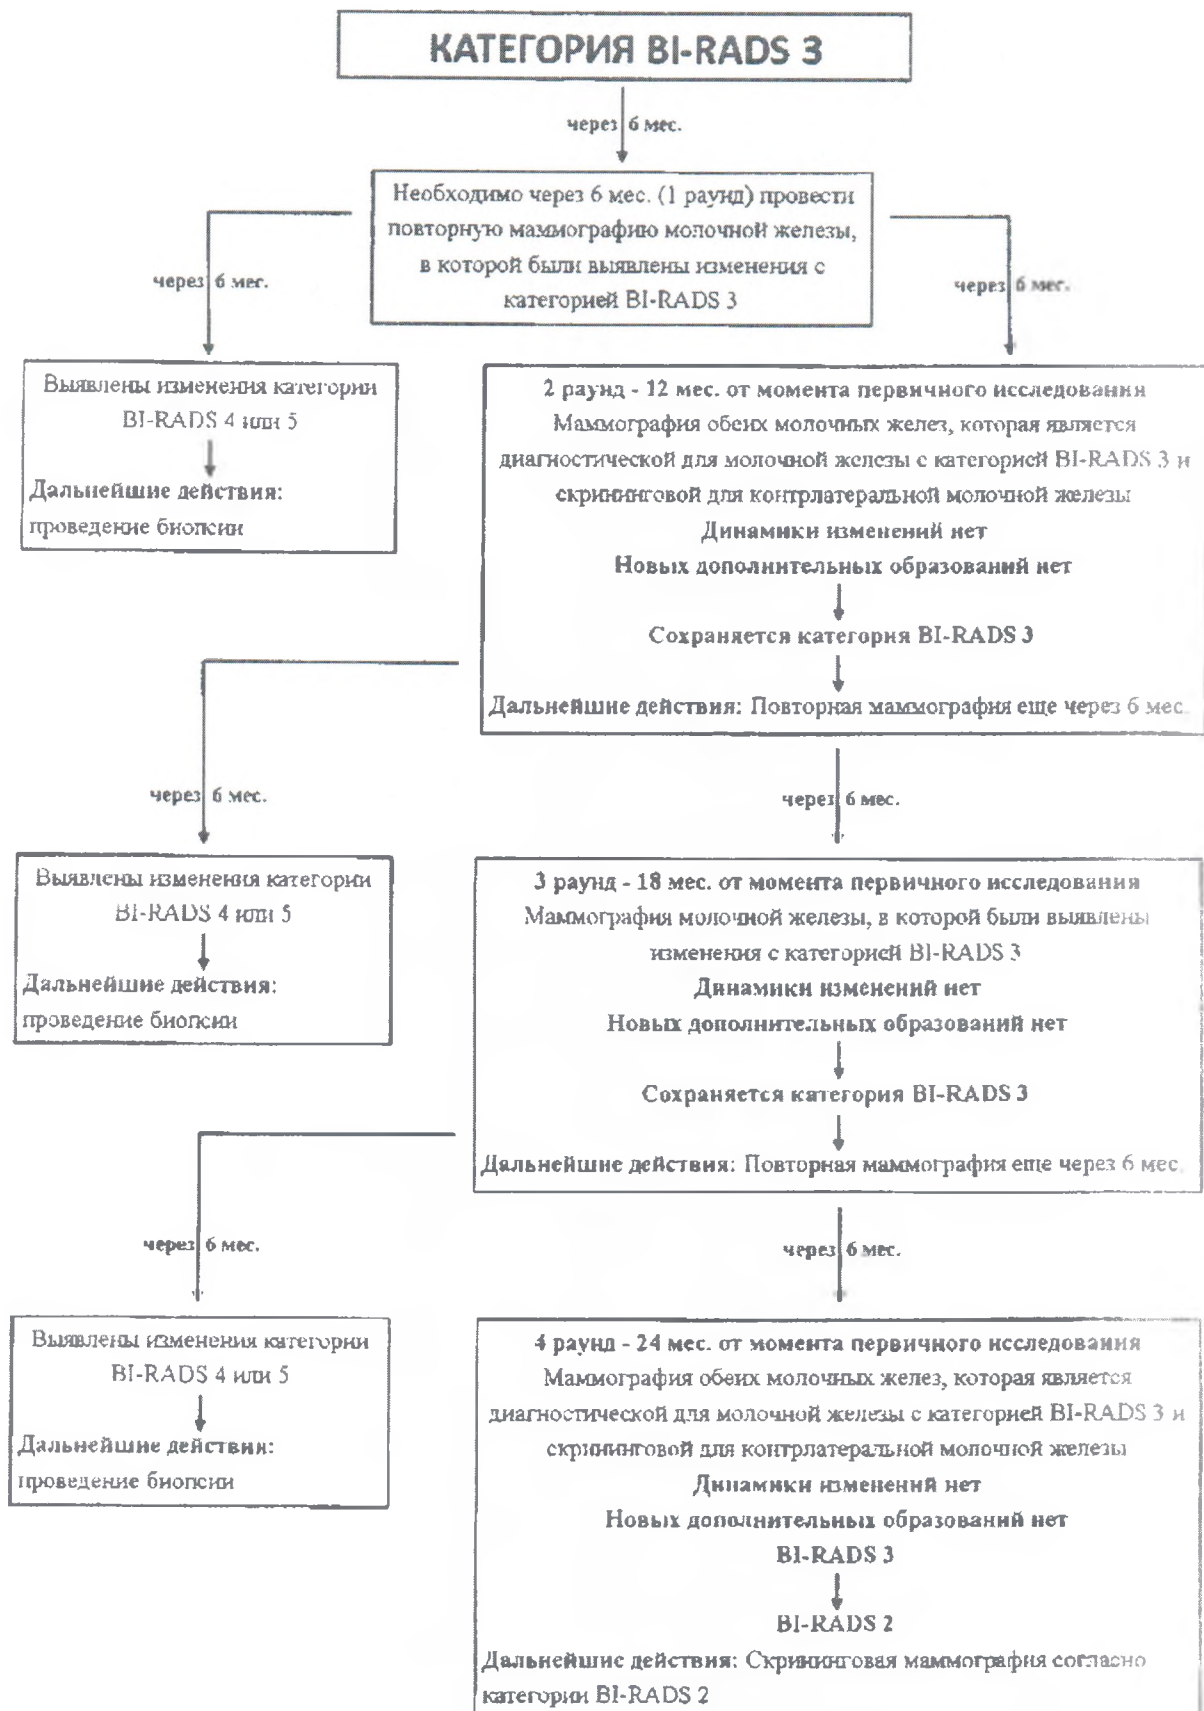 КАТЕГОРИЯ BI-RADS 3
через 6 мес.
Необходимо через 6 мес. (1 раунд) провести
повторную маммографию молочной железы,
в которой были выявлены изменения с
категорией BI-RADS 3
через 6 мес.
через 6 мес.
Выявлены изменения категории
BI-RADS 4 или 5
Дальнейшие действия:
проведение биопсии
2 раунд - 12 мес. от момента первичного исследования
Маммография обеих молочных желез, которая является
диагностической для молочной железы с категорией BI-RADS 3 и
скрининговой для контрлатеральной молочной железы
Динамики изменений нет
Новых дополнительных образований нет
Сохраняется категория BI-RADS 3
Дальнейшие действия: Повторная маммография еще через 6 мес.
через 6 мес.
через 6 мес.
Выявлены изменения категории
BI-RADS 4 или 5
Дальнейшие действия:
проведение биопсии
3 раунд - 18 мес. от момента первичного исследования
Маммография молочной железы, в которой были выявлены
изменения с категорией BI-RADS 3
Динамики изменений нет
Новых дополнительных образований нет
Сохраняется категория BI-RADS 3
Дальнейшие действия: Повторная маммография еще через 6 мес.
через 6 мес.
через 6 мес.
Выявлены изменения категории
BI-RADS 4 или 5
Дальнейшие действия:
проведение биопсии
4 раунд - 24 мес. от момента первичного исследования
Маммография обеих молочных желез, которая является
диагностической для молочной железы с категорией BI-RADS 3 и
скрининговой для контрлатеральной молочной железы
Динамики изменений нет
Новых дополнительных образований нет
BI-RADS 3
BI-RADS 2
Дальнейшие действия: Скрининговая маммография согласно
категории BI-RADS 2